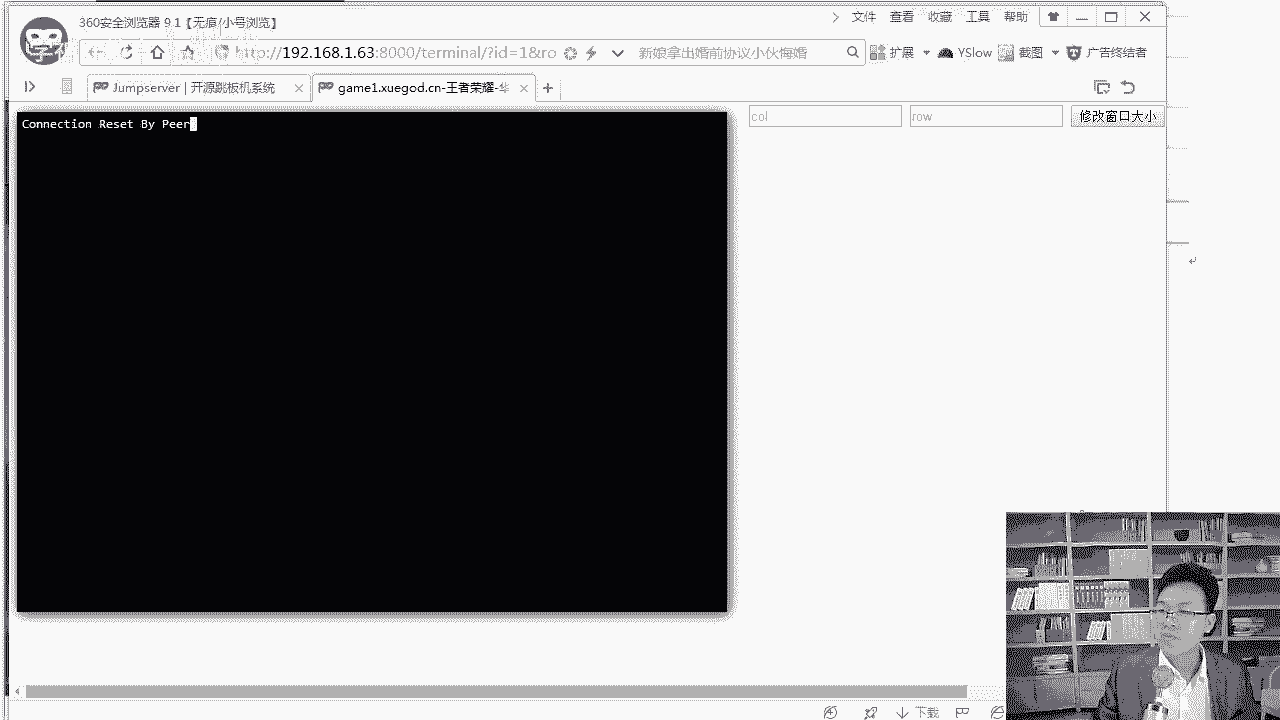 360安全浏览器 9.1【无痕/小号浏览】
文件 查看 收藏 工具 帮助
http://192.168.1.63:8000/terminal/?id=1&ro
新娘拿出婚前协议小伙悔婚
扩展 YSlow 截图 广告终结者
Jumpserver | 开源跳板机系统
game1.xuegod.cn-王者荣耀-华
Connection Reset By Peer
col row 修改窗口大小
下载